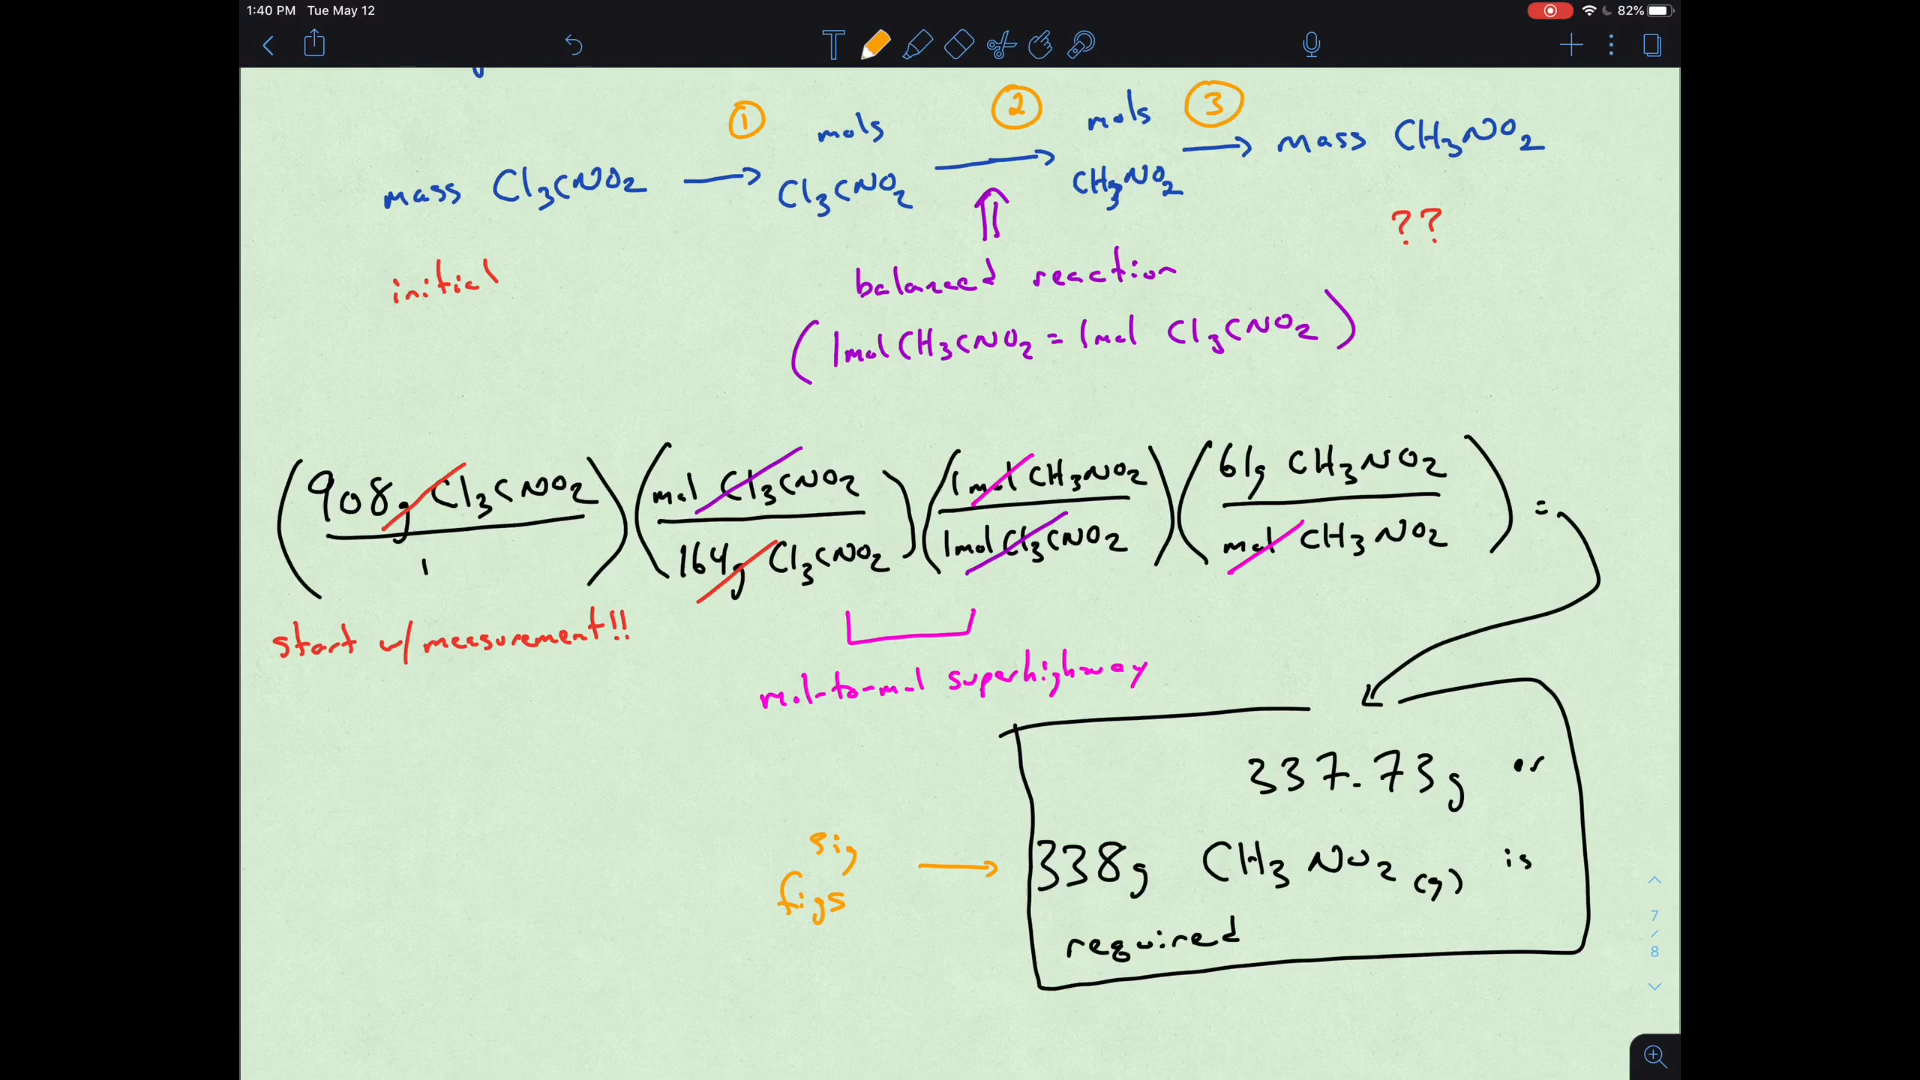 1:40 PM Tue May 12
82%
① mols ② mols ③
mass Cl₃CNO₂ → Cl₃CNO₂ → CH₃NO₂ → mass CH₃NO₂
??
initial
balanced reaction
(1mol CH₃CNO₂ = 1mol Cl₃CNO₂)
(908g Cl₃CNO₂ / 1)(mol Cl₃CNO₂ / 164g Cl₃CNO₂)(1mol CH₃NO₂ / 1mol Cl₃CNO₂)(61g CH₃NO₂ / mol CH₃NO₂) =
start w/ measurement!!
mol-to-mol superhighway
337.73g or
sig figs → 338g CH₃NO₂ (g) is
required
7
/
8